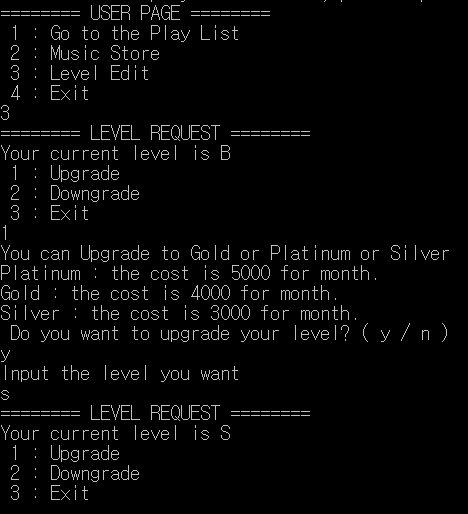 ======== USER PAGE ========
1 : Go to the Play List
2 : Music Store
3 : Level Edit
4 : Exit
3
======== LEVEL REQUEST ========
Your current level is B
1 : Upgrade
2 : Downgrade
3 : Exit
1
You can Upgrade to Gold or Platinum or Silver
Platinum : the cost is 5000 for month.
Gold : the cost is 4000 for month.
Silver : the cost is 3000 for month.
Do you want to upgrade your level? ( y / n )
y
Input the level you want
s
======== LEVEL REQUEST ========
Your current level is S
1 : Upgrade
2 : Downgrade
3 : Exit